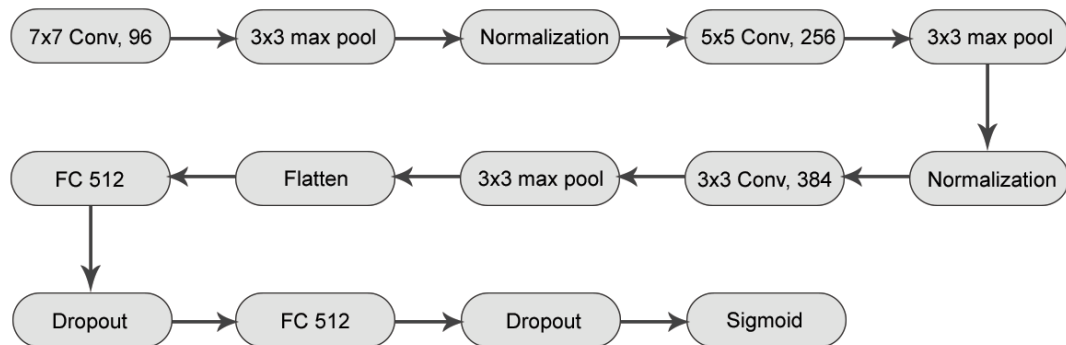 7x7 Conv, 96
3x3 max pool
Normalization
5x5 Conv, 256
3x3 max pool
Normalization
3x3 Conv, 384
3x3 max pool
Flatten
FC 512
Dropout
FC 512
Dropout
Sigmoid